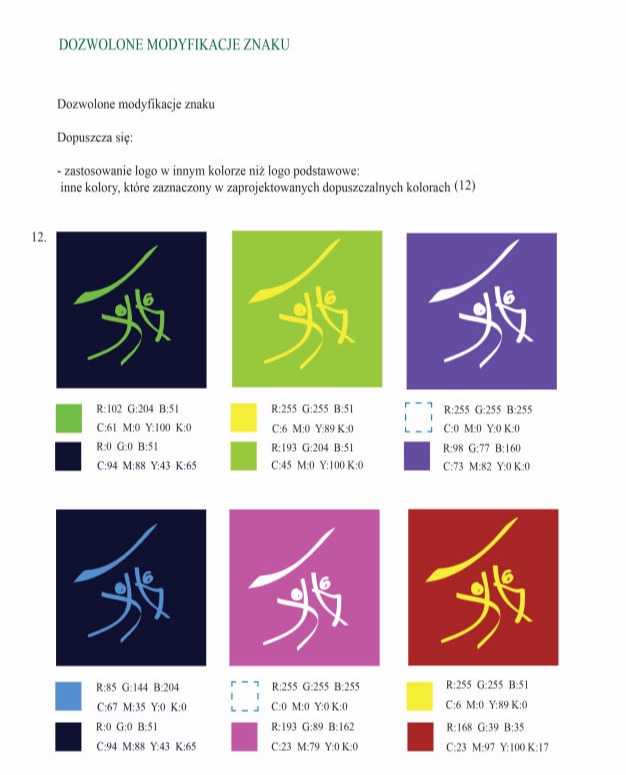 DOZWOLONE MODYFIKACJE ZNAKU
Dozwolone modyfikacje znaku
Dopuszcza się:
- zastosowanie logo w innym kolorze niż logo podstawowe:
inne kolory, które zaznaczony w zaprojektowanych dopuszczalnych kolorach (12)
12.
R:102 G:204 B:51
C:61 M:0 Y:100 K:0
R:0 G:0 B:51
C:94 M:88 Y:43 K:65
R:255 G:255 B:51
C:6 M:0 Y:89 K:0
R:193 G:204 B:51
C:45 M:0 Y:100 K:0
R:255 G:255 B:255
C:0 M:0 Y:0 K:0
R:98 G:77 B:160
C:73 M:82 Y:0 K:0
R:85 G:144 B:204
C:67 M:35 Y:0 K:0
R:0 G:0 B:51
C:94 M:88 Y:43 K:65
R:255 G:255 B:255
C:0 M:0 Y:0 K:0
R:193 G:89 B:162
C:23 M:79 Y:0 K:0
R:255 G:255 B:51
C:6 M:0 Y:89 K:0
R:168 G:39 B:35
C:23 M:97 Y:100 K:17